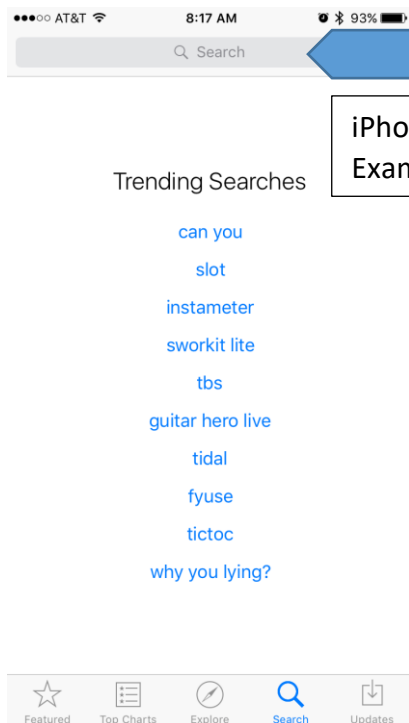 AT&T 8:17 AM 93%
Search
iPho
Exan
Trending Searches
can you
slot
instameter
sworkit lite
tbs
guitar hero live
tidal
fyuse
tictoc
why you lying?
Featured Top Charts Explore Search Updates